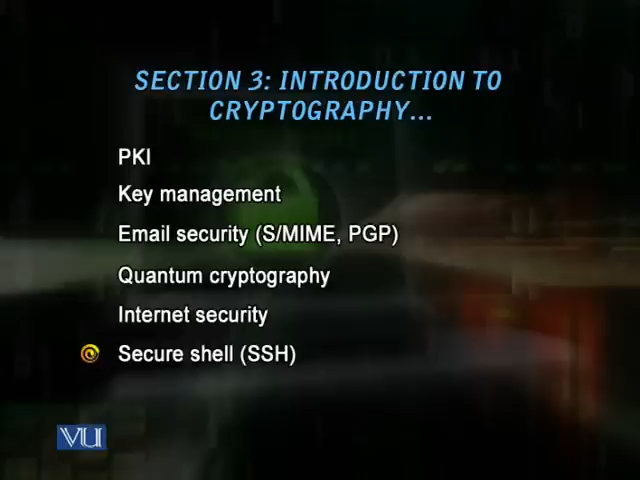 SECTION 3: INTRODUCTION TO
CRYPTOGRAPHY...
PKI
Key management
Email security (S/MIME, PGP)
Quantum cryptography
Internet security
Secure shell (SSH)
VU